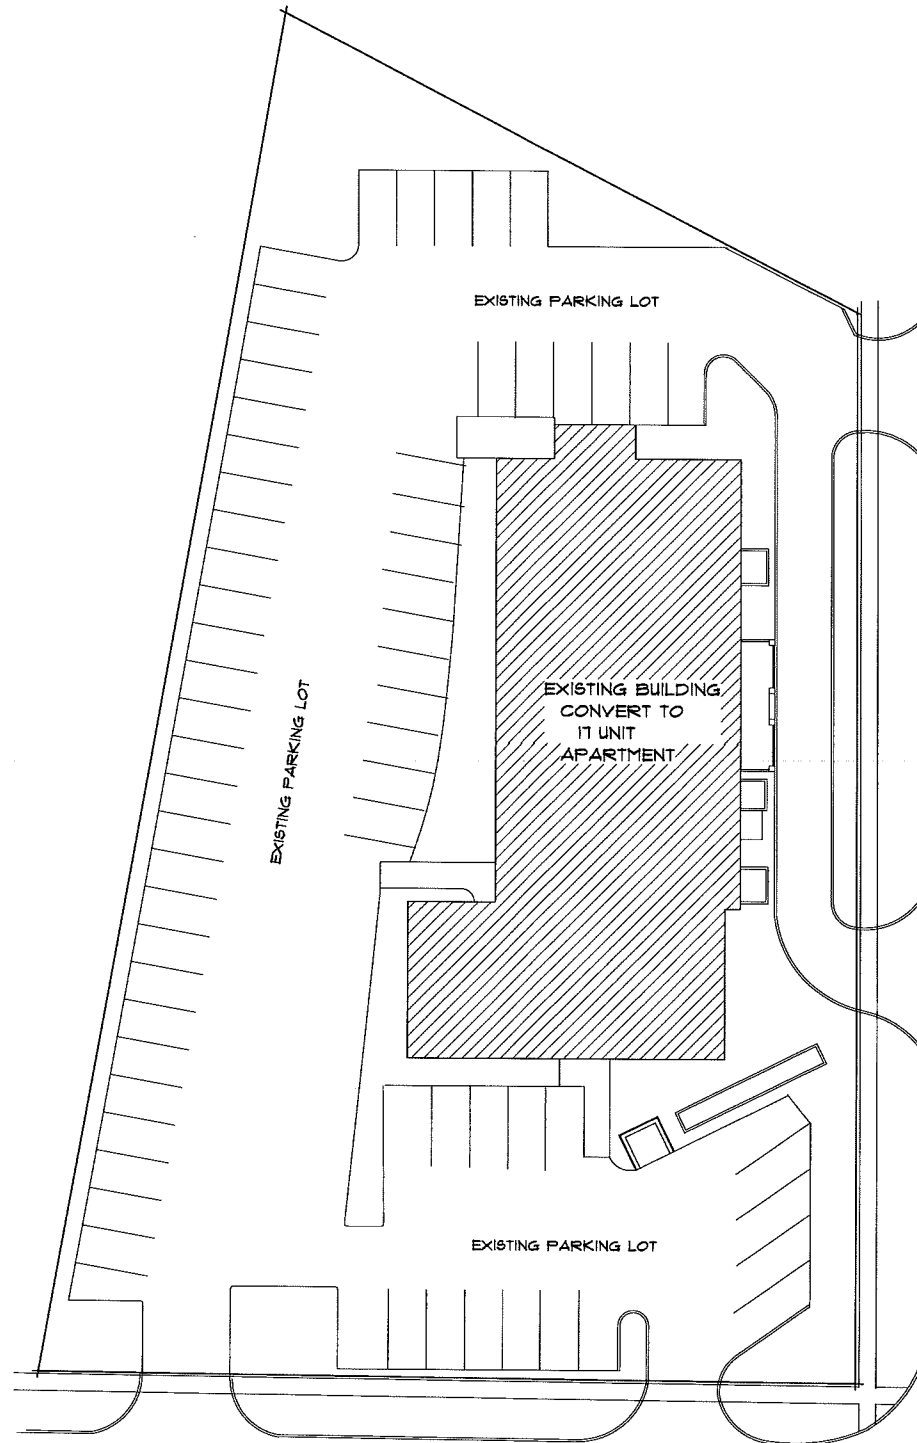 EXISTING PARKING LOT
EXISTING BUILDING
CONVERT TO
17 UNIT
APARTMENT
EXISTING PARKING LOT
EXISTING PARKING LOT